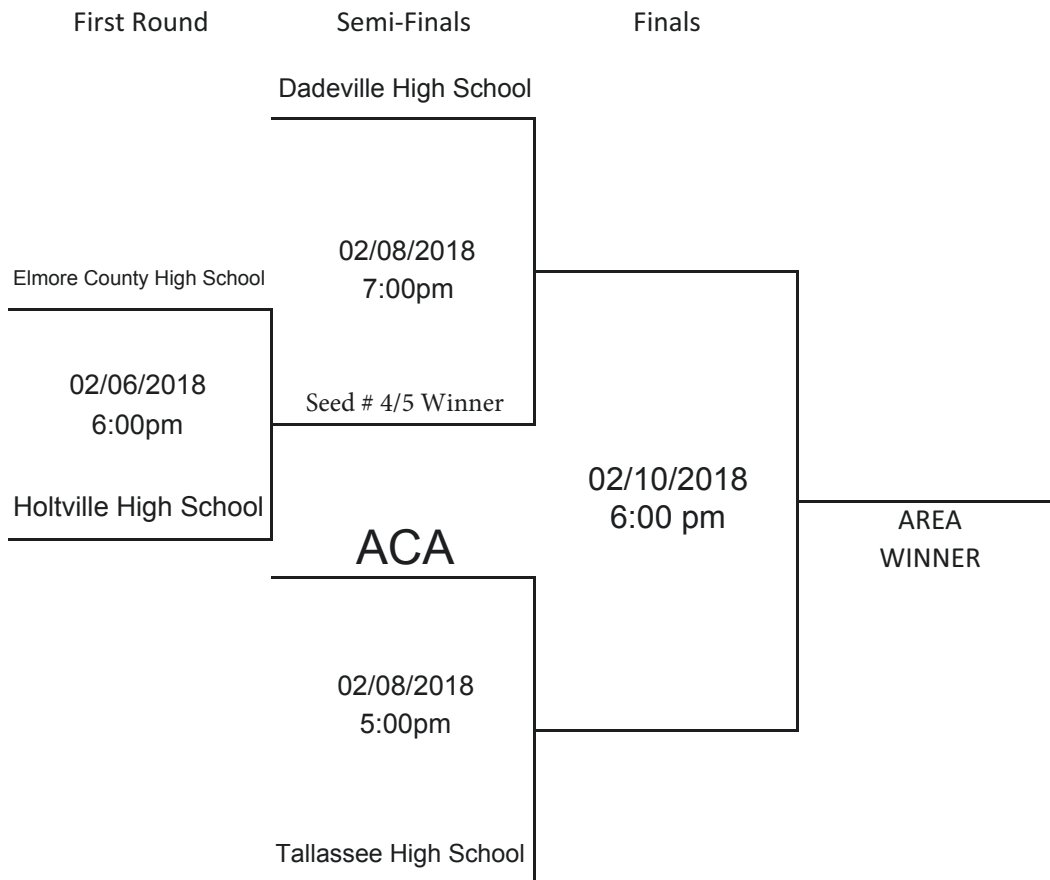 First Round
Semi-Finals
Finals
Dadeville High School
02/08/2018
7:00pm
Elmore County High School
02/06/2018
6:00pm
Seed # 4/5 Winner
Holtville High School
02/10/2018
6:00 pm
ACA
AREA
WINNER
02/08/2018
5:00pm
Tallassee High School